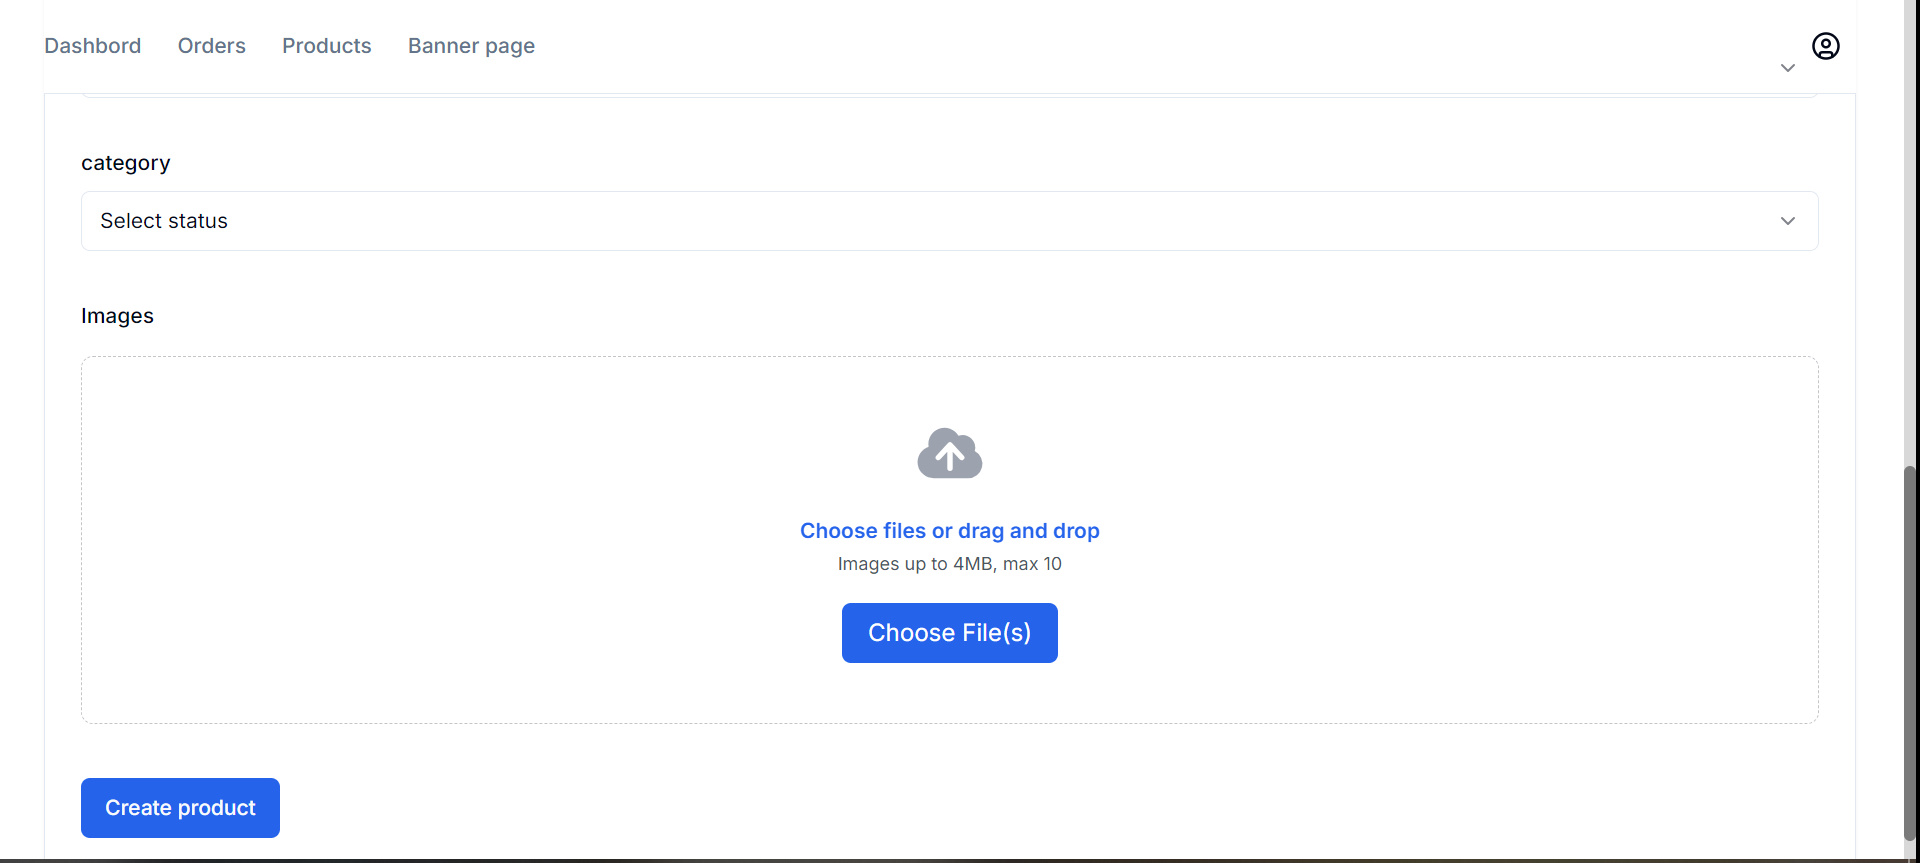 Dashbord Orders Products Banner page
category
Select status
Images
Choose files or drag and drop
Images up to 4MB, max 10
Choose File(s)
Create product